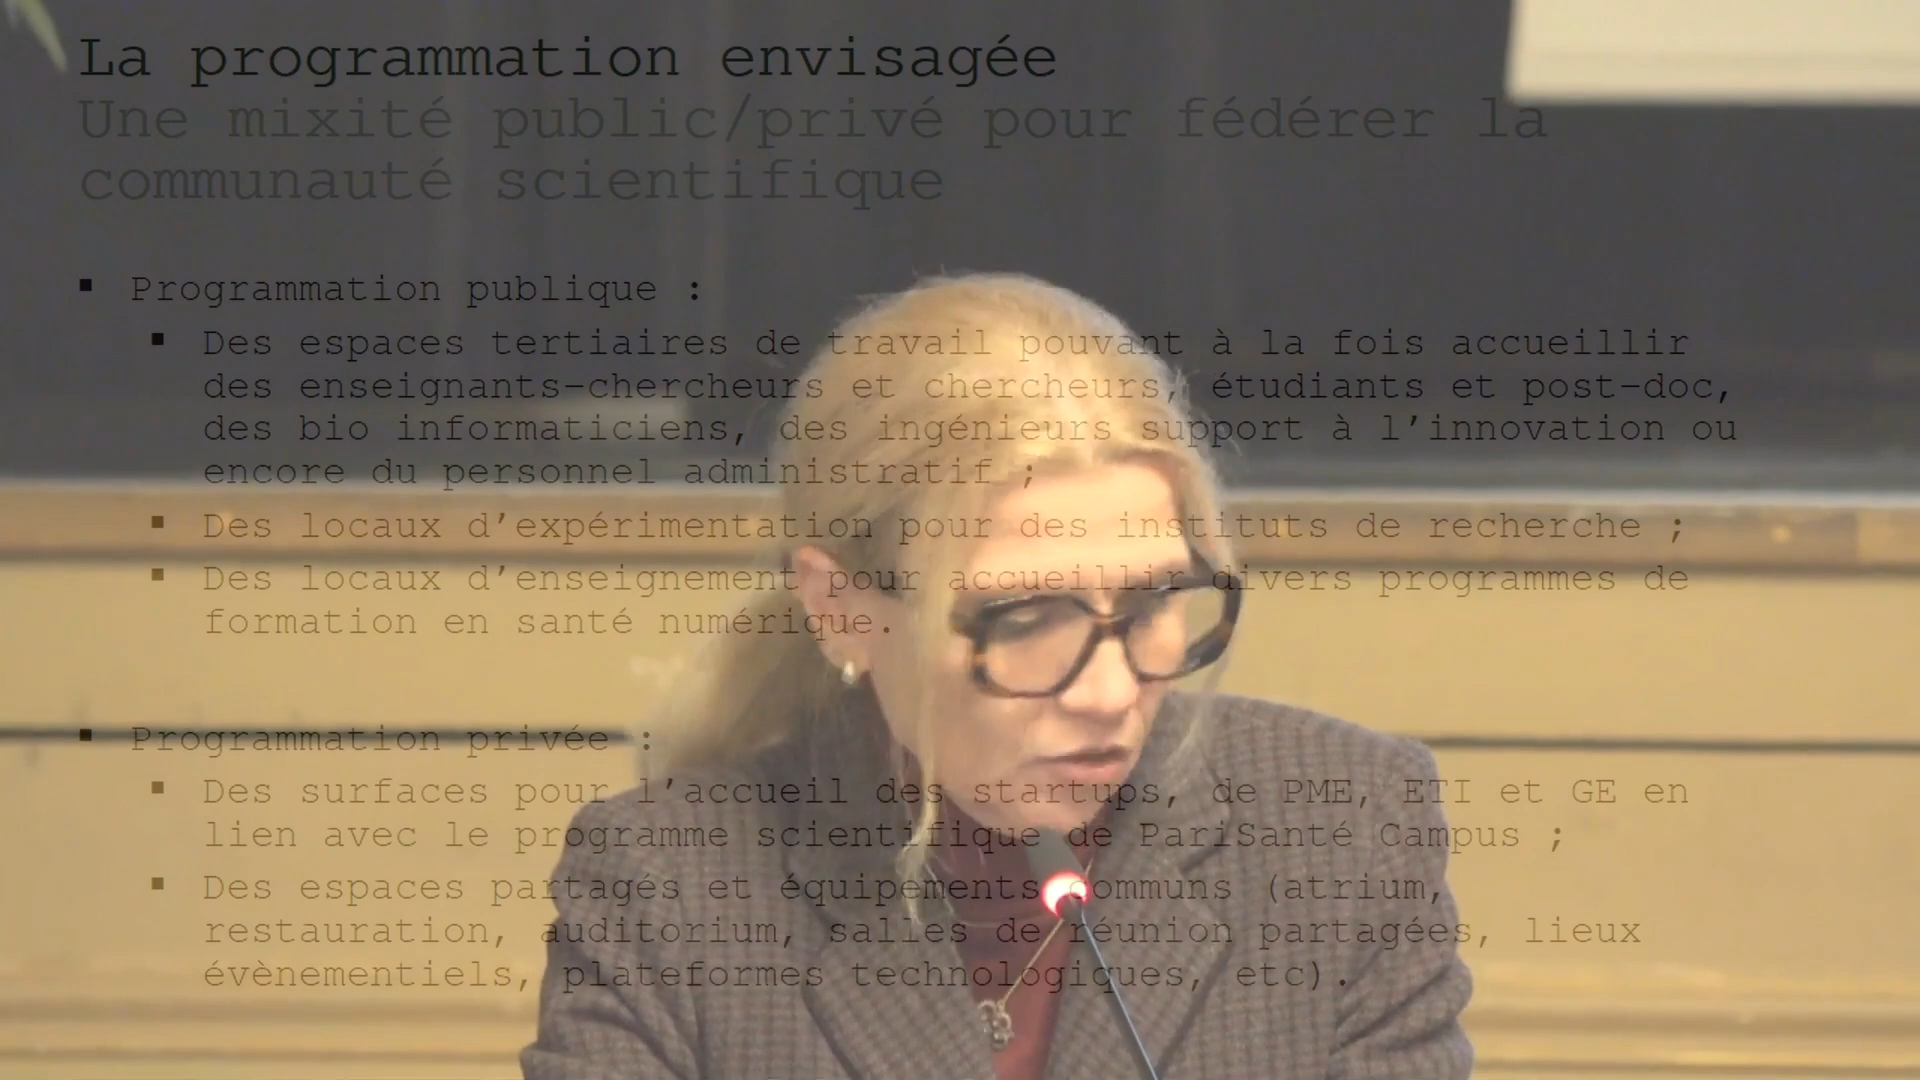 La programmation envisagée
Une mixité public/privé pour fédérer la
communauté scientifique
▪ Programmation publique :
▪ Des espaces tertiaires de travail pouvant à la fois accueillir
des enseignants-chercheurs et chercheurs, étudiants et post-doc,
des bio informaticiens, des ingénieurs support à l’innovation ou
encore du personnel administratif ;
▪ Des locaux d’expérimentation pour des instituts de recherche ;
▪ Des locaux d’enseignement pour accueillir divers programmes de
formation en santé numérique.
▪ Programmation privée :
▪ Des surfaces pour l’accueil des startups, de PME, ETI et GE en
lien avec le programme scientifique de PariSanté Campus ;
▪ Des espaces partagés et équipements communs (atrium,
restauration, auditorium, salles de réunion partagées, lieux
évènementiels, plateformes technologiques, etc).